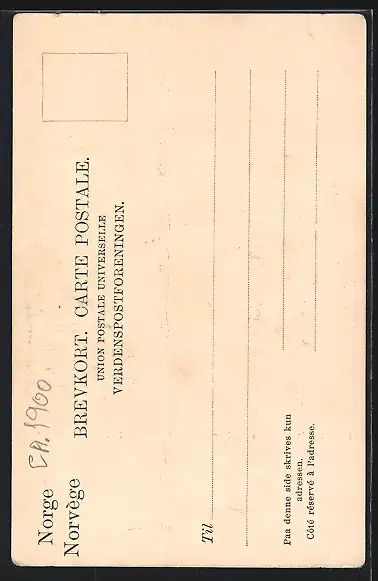 Norge
Norvège
CA. 1900
BREVKORT. CARTE POSTALE.
UNION POSTALE UNIVERSELLE
VERDENSPOSTFORENINGEN.
Til
Paa denne side skrives kun
adressen.
Côté réservé à l'adresse.